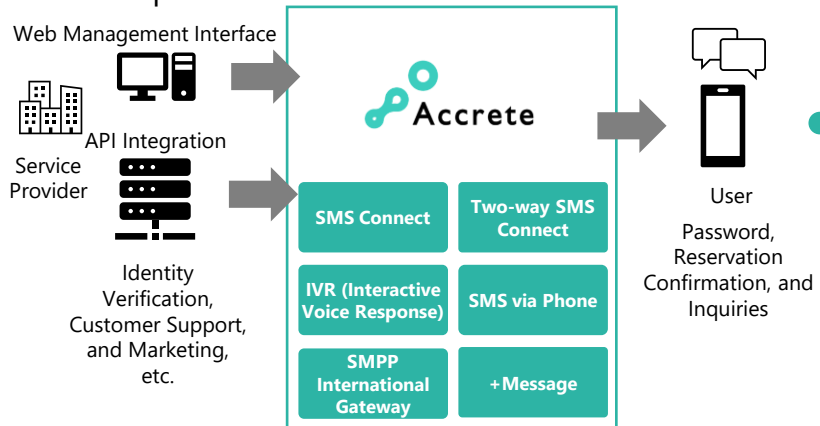 Web Management Interface
Service
Provider
API Integration
Identity
Verification,
Customer Support,
and Marketing,
etc.
Accrete
SMS Connect
Two-way SMS
Connect
IVR (Interactive
Voice Response)
SMS via Phone
SMPP
International
Gateway
+Message
User
Password,
Reservation
Confirmation, and
Inquiries